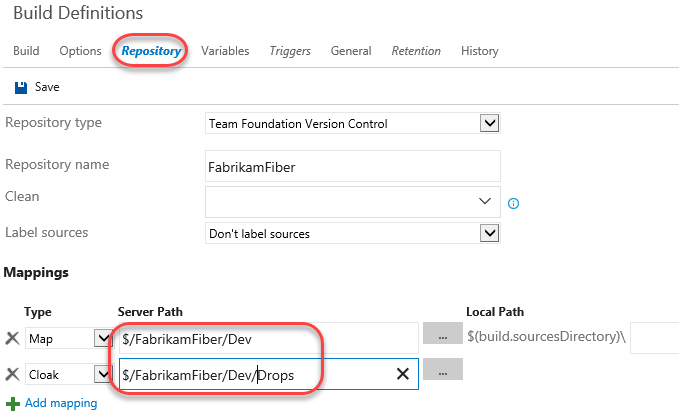 Build Definitions
Build Options Repository Variables Triggers General Retention History
Save
Repository type Team Foundation Version Control
Repository name FabrikamFiber
Clean
Label sources Don't label sources
Mappings
Type Server Path Local Path
Map $/FabrikamFiber/Dev ... $(build.sourcesDirectory)\
Cloak $/FabrikamFiber/Dev/Drops ...
Add mapping